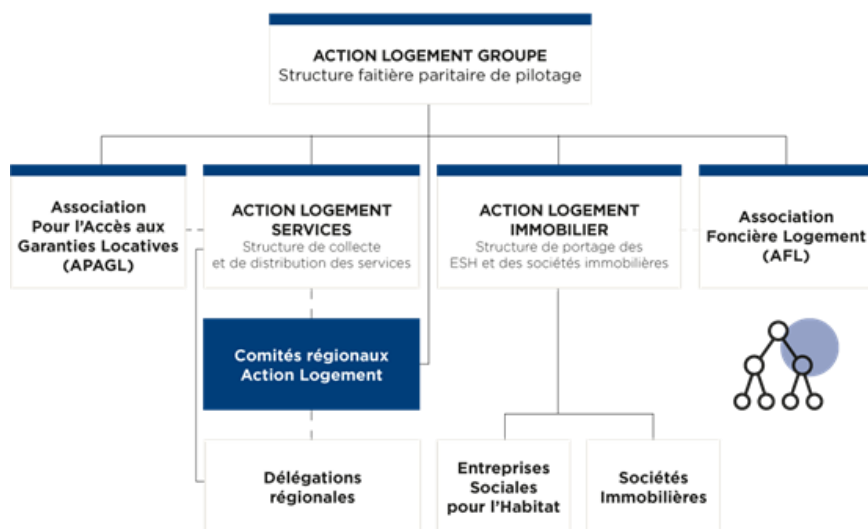 ACTION LOGEMENT GROUPE
Structure faitière paritaire de pilotage
Association
Pour l'Accès aux
Garanties Locatives
(APAGL)
ACTION LOGEMENT
SERVICES
Structure de collecte
et de distribution des services
ACTION LOGEMENT
IMMOBILIER
Structure de portage des
ESH et des sociétés immobilières
Association
Foncière Logement
(AFL)
Comités régionaux
Action Logement
Délégations
régionales
Entreprises
Sociales
pour l'Habitat
Sociétés
Immobilières